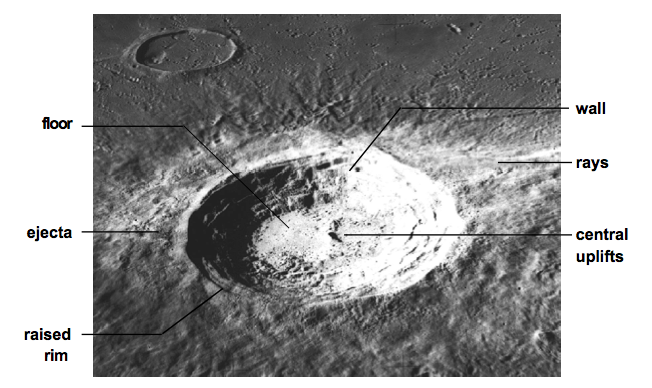 floor
ejecta
raised
rim
wall
rays
central
uplifts